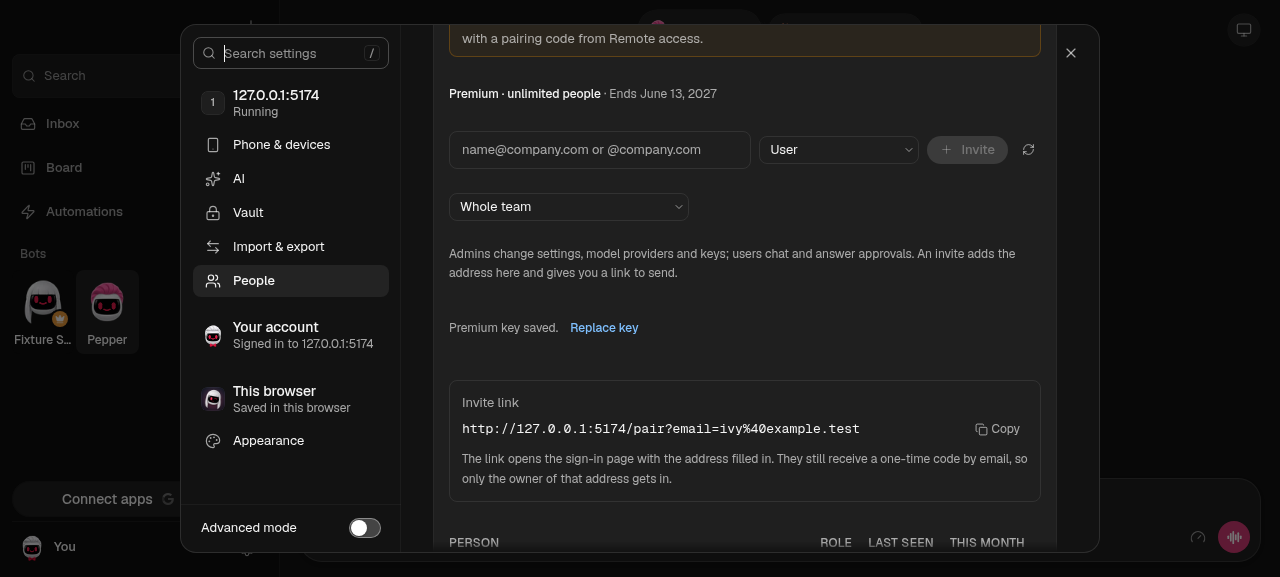 Search
Inbox
Board
Automations
Bots
Fixture S...
Pepper
Connect apps
You
Search settings
/
1
127.0.0.1:5174
Running
Phone & devices
AI
Vault
Import & export
People
Your account
Signed in to 127.0.0.1:5174
This browser
Saved in this browser
Appearance
Advanced mode
with a pairing code from Remote access.
Premium · unlimited people · Ends June 13, 2027
name@company.com or @company.com
User
Invite
Whole team
Admins change settings, model providers and keys; users chat and answer approvals. An invite adds the
address here and gives you a link to send.
Premium key saved. Replace key
Invite link
http://127.0.0.1:5174/pair?email=ivy%40example.test
Copy
The link opens the sign-in page with the address filled in. They still receive a one-time code by email, so
only the owner of that address gets in.
PERSON ROLE LAST SEEN THIS MONTH